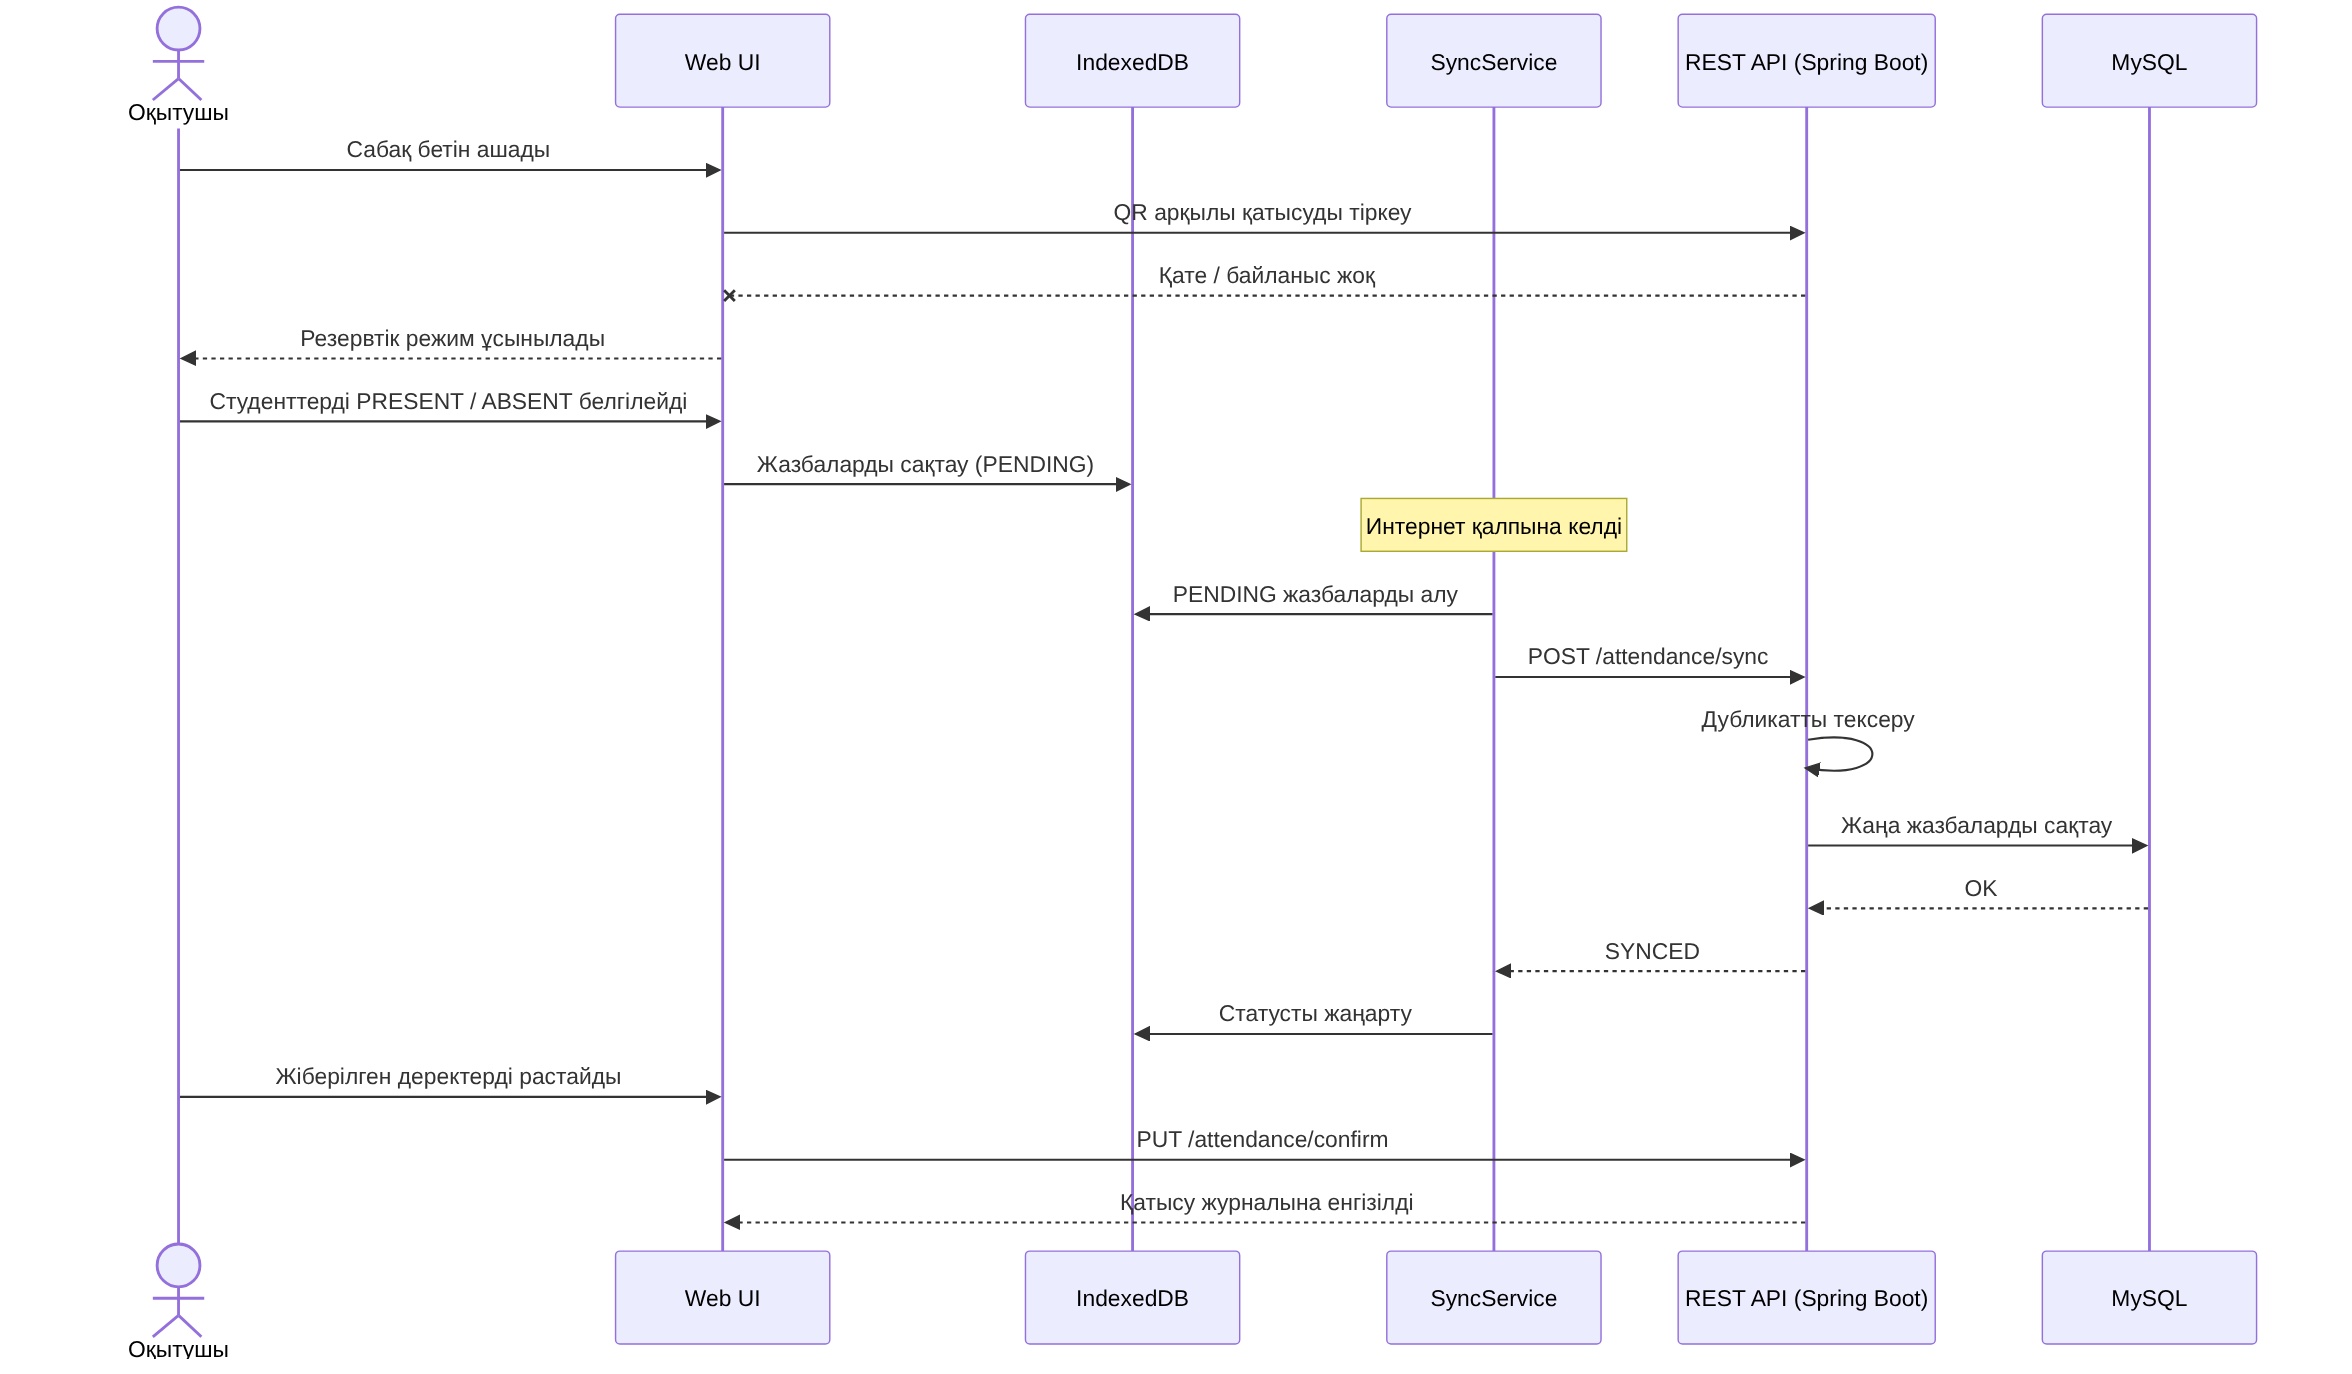 Оқытушы
Web UI
IndexedDB
SyncService
REST API (Spring Boot)
MySQL
Сабақ бетін ашады
QR арқылы қатысуды тіркеу
Қате / байланыс жоқ
Резервтік режим ұсынылады
Студенттерді PRESENT / ABSENT белгілейді
Жазбаларды сақтау (PENDING)
Интернет қалпына келді
PENDING жазбаларды алу
POST /attendance/sync
Дубликатты тексеру
Жаңа жазбаларды сақтау
OK
SYNCED
Статусты жаңарту
Жіберілген деректерді растайды
PUT /attendance/confirm
Қатысу журналына енгізілді
Оқытушы
Web UI
IndexedDB
SyncService
REST API (Spring Boot)
MySQL